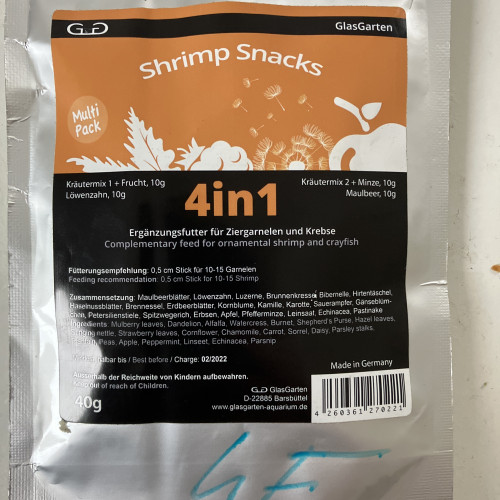 GG GlasGarten
Shrimp Snacks
Multi
Pack
Kräutermix 1 + Frucht, 10g
Löwenzahn, 10g
Kräutermix 2 + Minze, 10g
Maulbeer, 10g
4in1
Ergänzungsfutter für Ziergarnelen und Krebse
Complementary feed for ornamental shrimp and crayfish
Fütterungsempfehlung: 0,5 cm Stick für 10-15 Garnelen
Feeding recommendation: 0,5 cm Stick for 10-15 Shrimp
Zusammensetzung: Maulbeerblätter, Löwenzahn, Luzerne, Brunnenkresse, Bibernelle, Hirtentäschel,
Haselnussblätter, Brennessel, Erdbeerblätter, Kornblume, Kamille, Karotte, Sauerampfer, Gänseblüm-
chen, Petersilienstiele, Spitzwegerich, Erbsen, Apfel, Pfefferminze, Leinsaat, Echinacea, Pastinake
Ingredients: Mulberry leaves, Dandelion, Alfalfa, Watercress, Burnet, Shepherd's Purse, Hazel leaves,
nettle, Strawberry leaves, Cornflower, Chamomile, Carrot, Sorrel, Daisy, Parsley stalks,
Peas, Apple, Peppermint, Linseet, Echinacea, Parsnip
bis / Best before / Charge: 02/2022
Ausserhalb der Reichweite von Kindern aufbewahren.
out of reach of Children.
Made in Germany
40g
GG GlasGarten
D-22885 Barsbüttel
www.glasgarten-aquarium.de
4 260361 270221